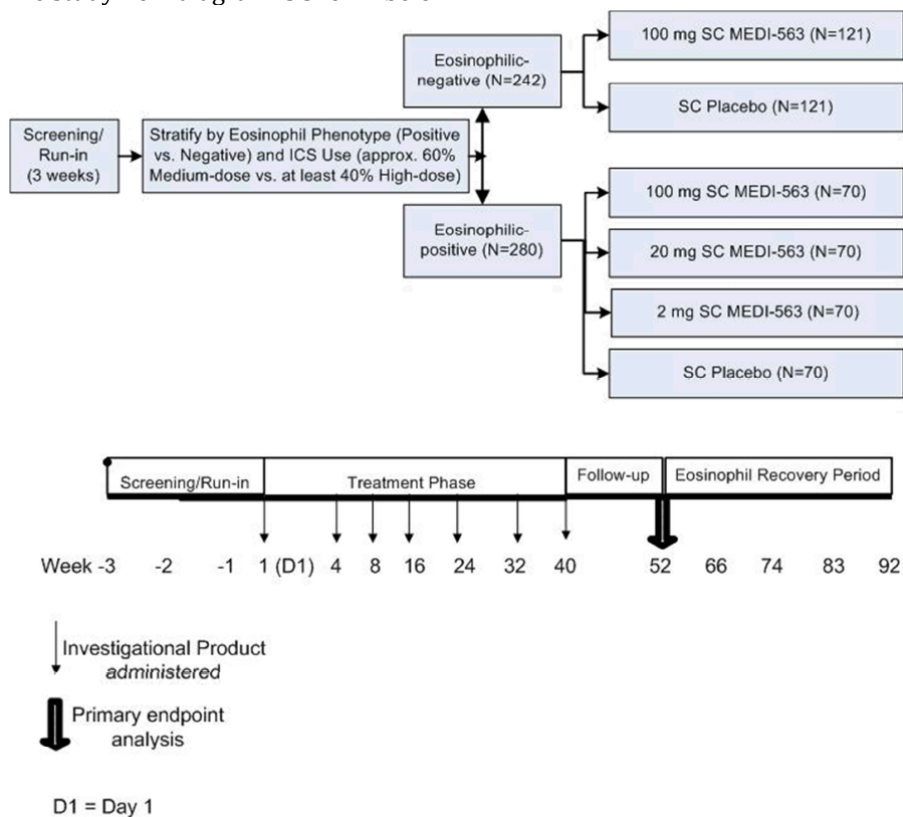 Eosinophilic-
negative (N=242)
100 mg SC MEDI-563 (N=121)
SC Placebo (N=121)
Screening/
Run-in
(3 weeks)
Stratify by Eosinophil Phenotype (Positive
vs. Negative) and ICS Use (approx. 60%
Medium-dose vs. at least 40% High-dose)
Eosinophilic-
positive (N=280)
100 mg SC MEDI-563 (N=70)
20 mg SC MEDI-563 (N=70)
2 mg SC MEDI-563 (N=70)
SC Placebo (N=70)
Screening/Run-in Treatment Phase Follow-up Eosinophil Recovery Period
Week -3 -2 -1 1 (D1) 4 8 16 24 32 40 52 66 74 83 92
Investigational Product
administered
Primary endpoint
analysis
D1 = Day 1